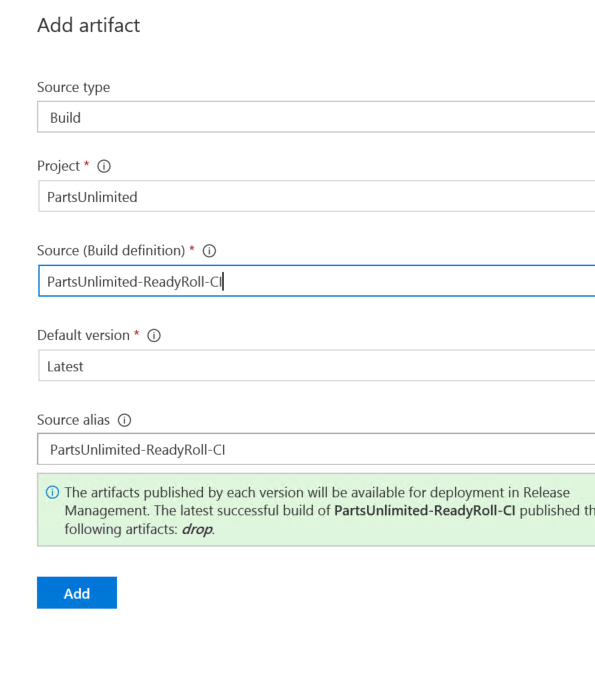 Add artifact
Source type
Build
Project *
PartsUnlimited
Source (Build definition) *
PartsUnlimited-ReadyRoll-CI
Default version *
Latest
Source alias
PartsUnlimited-ReadyRoll-CI
The artifacts published by each version will be available for deployment in Release
Management. The latest successful build of PartsUnlimited-ReadyRoll-CI published
following artifacts: drop.
Add